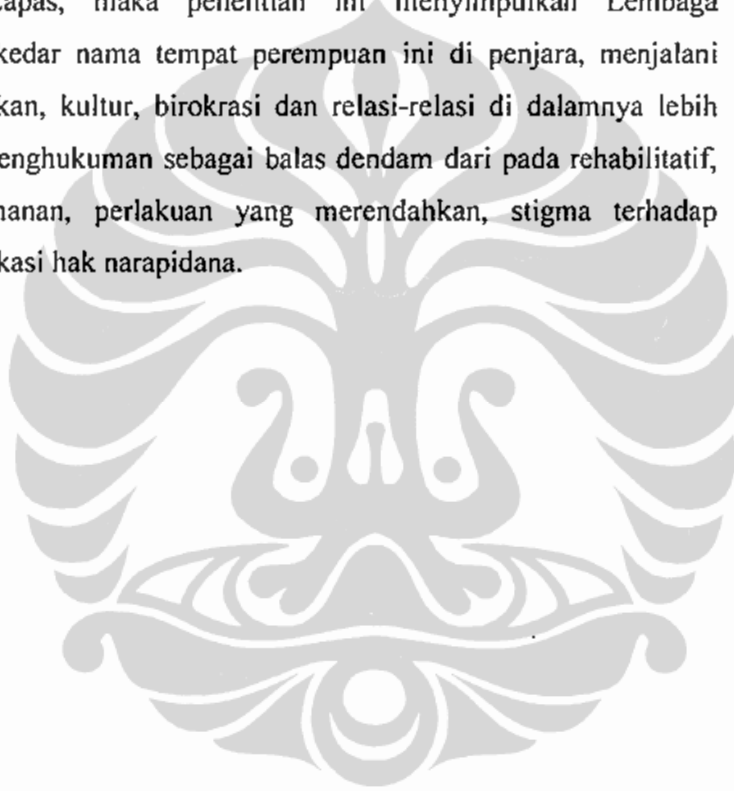 capas, maka penelitian ini menyimpulkan Lembaga
kedar nama tempat perempuan ini di penjara, menjalani
kan, kultur, birokrasi dan relasi-relasi di dalamnya lebih
enghukuman sebagai balas dendam dari pada rehabilitatif,
nanan, perlakuan yang merendahkan, stigma terhadap
kasi hak narapidana.